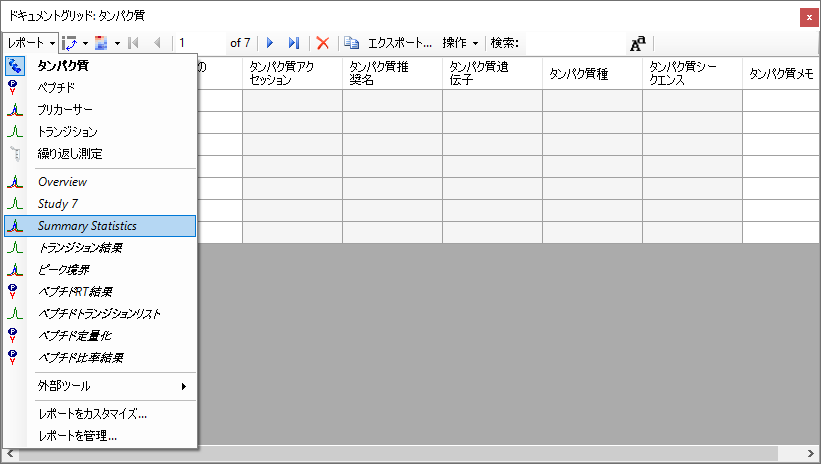 ドキュメントグリッド: タンパク質
レポート 1 of 7 エクスポート... 操作 検索: Aa
の タンパク質アクセッション タンパク質推奨名 タンパク質遺伝子 タンパク質種 タンパク質シークエンス タンパク質メモ
タンパク質
ペプチド
プリカーサー
トランジション
繰り返し測定
Overview
Study 7
Summary Statistics
トランジション結果
ピーク境界
ペプチドRT結果
ペプチドトランジションリスト
ペプチド定量化
ペプチド比率結果
外部ツール
レポートをカスタマイズ...
レポートを管理...